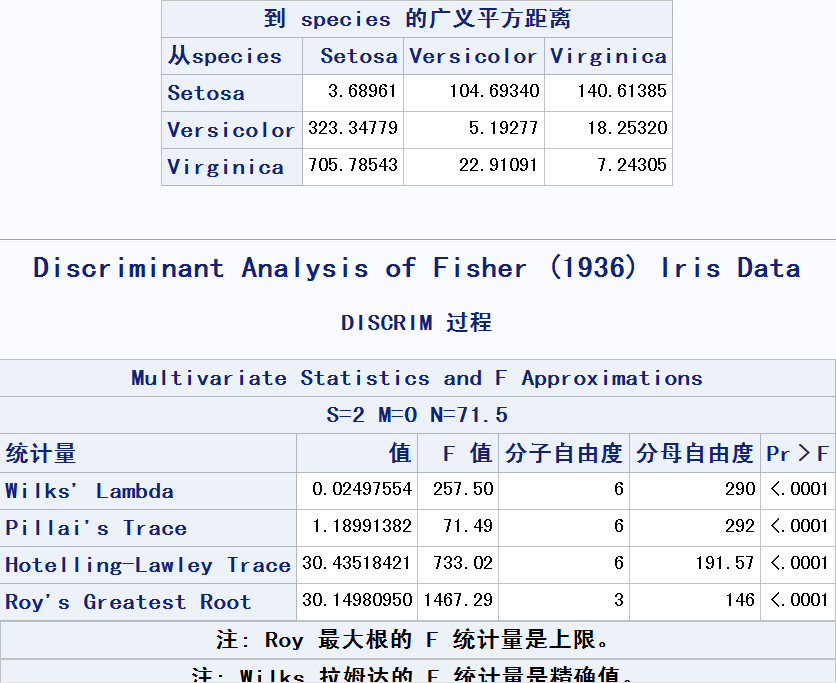 到 species 的广义平方距离
从species Setosa Versicolor Virginica
Setosa 3.68961 104.69340 140.61385
Versicolor 323.34779 5.19277 18.25320
Virginica 705.78543 22.91091 7.24305
Discriminant Analysis of Fisher (1936) Iris Data
DISCRIM 过程
Multivariate Statistics and F Approximations
S=2 M=0 N=71.5
统计量 值 F 值 分子自由度 分母自由度 Pr > F
Wilks' Lambda 0.02497554 257.50 6 290 <.0001
Pillai's Trace 1.18991382 71.49 6 292 <.0001
Hotelling-Lawley Trace 30.43518421 733.02 6 191.57 <.0001
Roy's Greatest Root 30.14980950 1467.29 3 146 <.0001
注: Roy 最大根的 F 统计量是上限。
注: Wilks 拉姆达的 F 统计量是精确值。